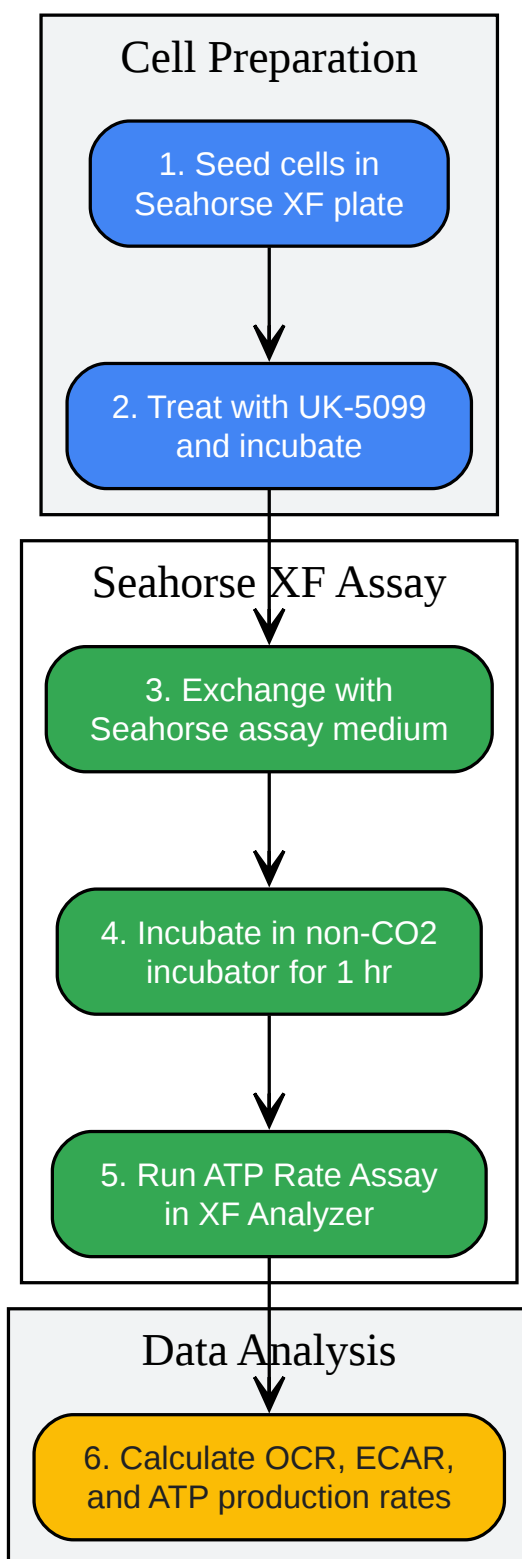 Cell Preparation
1. Seed cells in
Seahorse XF plate
2. Treat with UK-5099
and incubate
Seahorse XF Assay
3. Exchange with
Seahorse assay medium
4. Incubate in non-CO2
incubator for 1 hr
5. Run ATP Rate Assay
in XF Analyzer
Data Analysis
6. Calculate OCR, ECAR,
and ATP production rates